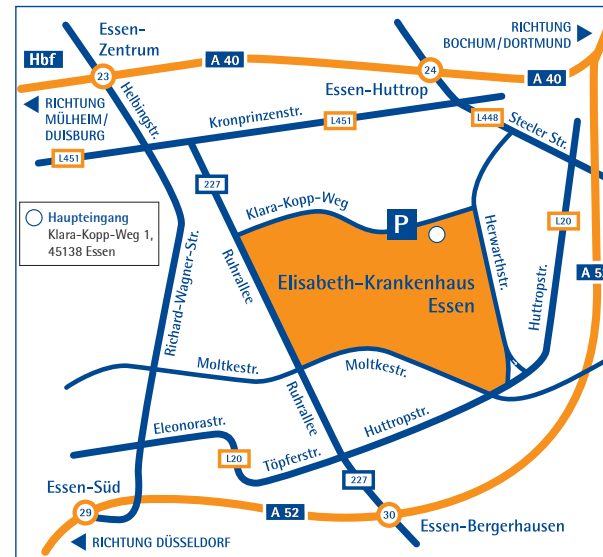 Essen-
Zentrum
Hbf
23
A 40
RICHTUNG
BOCHUM/DORTMUND
24
A 40
RICHTUNG
MÜLHEIM/
DUISBURG
Helbingstr.
Essen-Huttrop
Kronprinzenstr.
L451
L451
L448
Steeler Str.
227
Klara-Kopp-Weg
P
L20
Haupteingang
Klara-Kopp-Weg 1,
45138 Essen
Herwarthstr.
Huttropstr.
A 5
Elisabeth-Krankenhaus
Essen
Richard-Wagner-Str.
Ruhrallee
Moltkestr.
Moltkestr.
Ruhrallee
Eleonorastr.
L20
Töpferstr.
Huttropstr.
227
Essen-Süd
29
A 52
30
Essen-Bergerhausen
RICHTUNG DÜSSELDORF